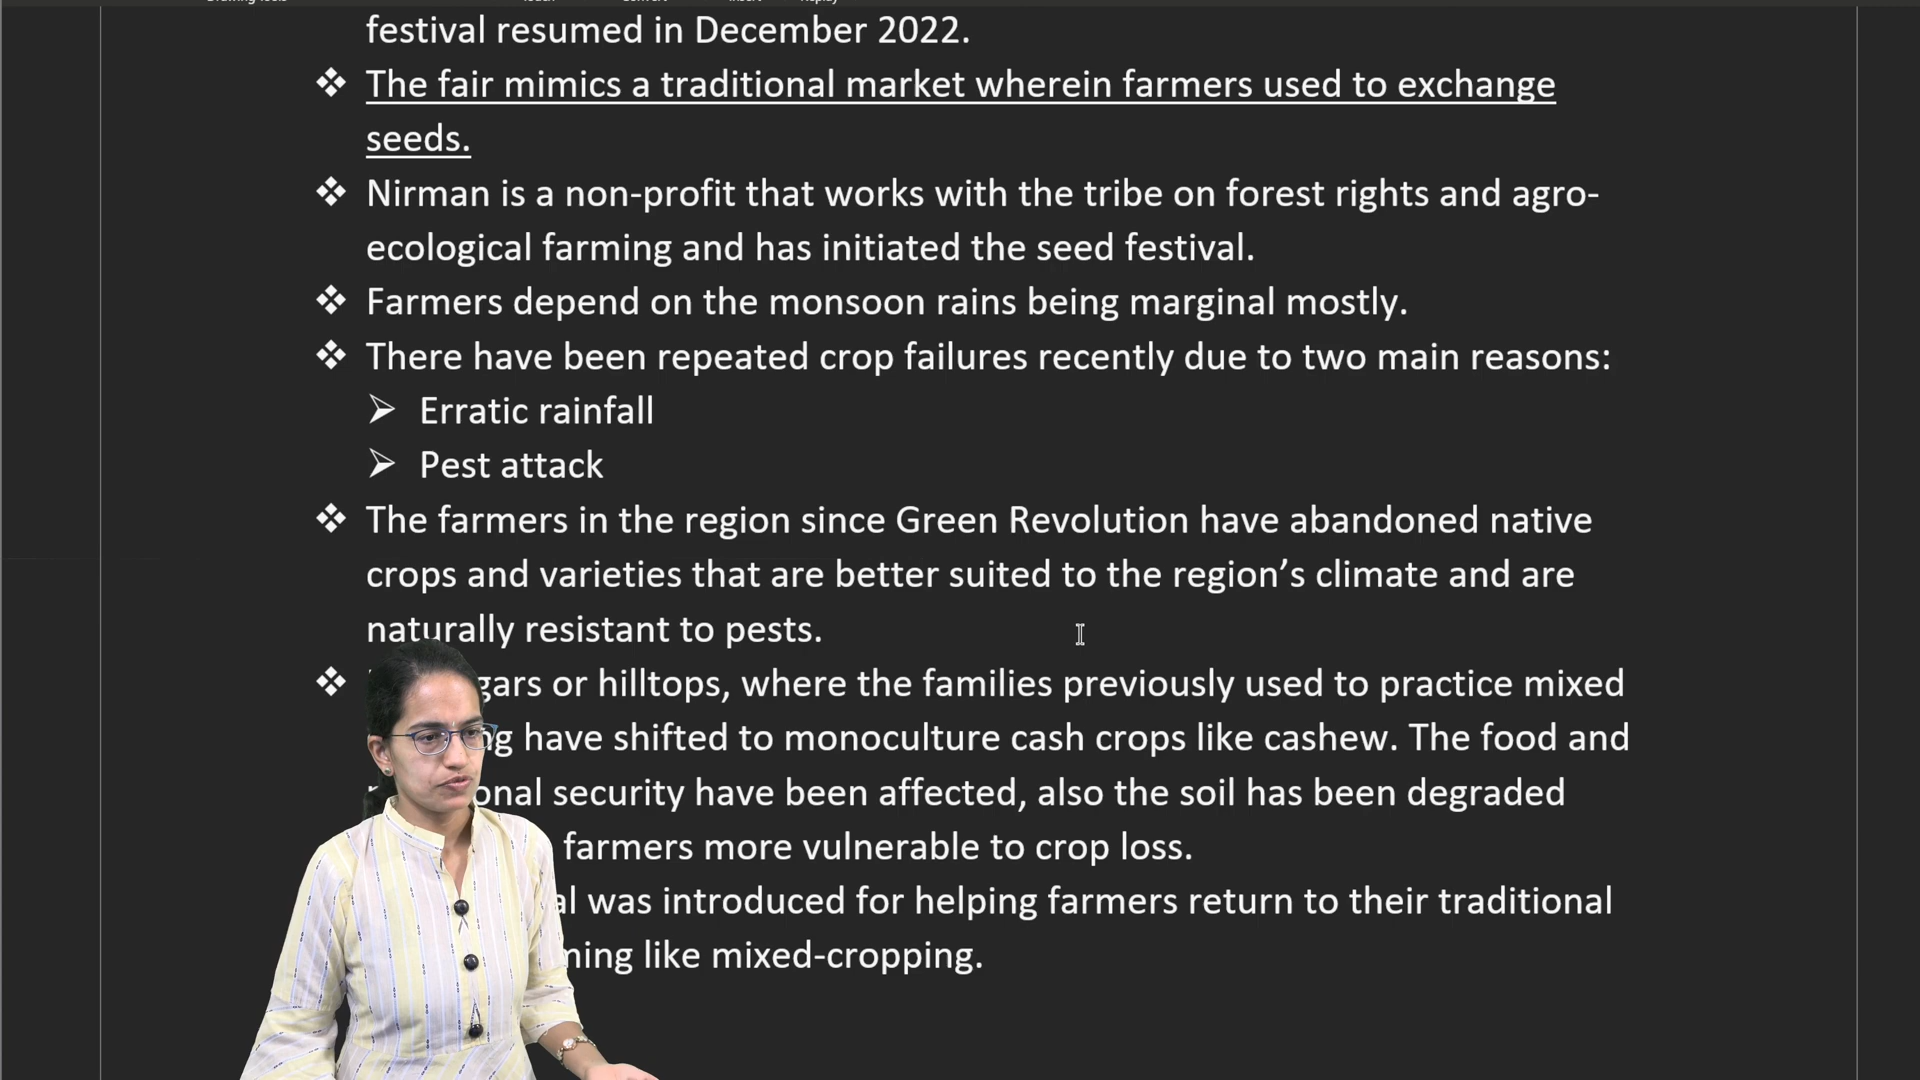 festival resumed in December 2022.
❖ The fair mimics a traditional market wherein farmers used to exchange
seeds.
❖ Nirman is a non-profit that works with the tribe on forest rights and agro-
ecological farming and has initiated the seed festival.
❖ Farmers depend on the monsoon rains being marginal mostly.
❖ There have been repeated crop failures recently due to two main reasons:
➢ Erratic rainfall
➢ Pest attack
❖ The farmers in the region since Green Revolution have abandoned native
crops and varieties that are better suited to the region’s climate and are
naturally resistant to pests.
❖ or hilltops, where the families previously used to practice mixed
have shifted to monoculture cash crops like cashew. The food and
security have been affected, also the soil has been degraded
farmers more vulnerable to crop loss.
was introduced for helping farmers return to their traditional
like mixed-cropping.